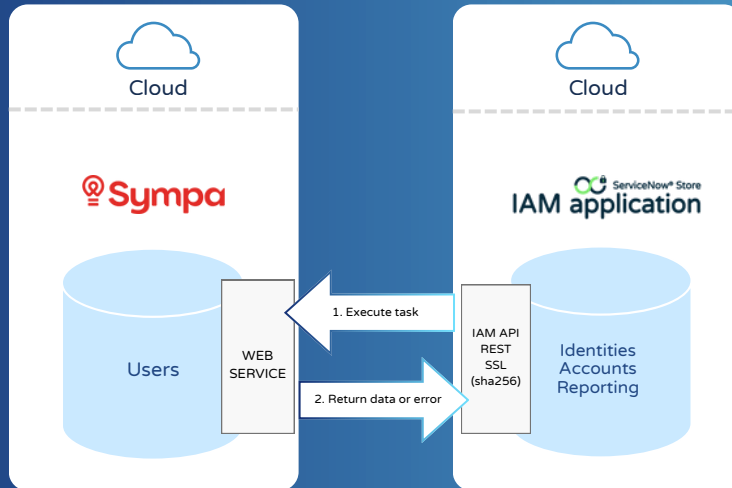 Cloud
Sympa
Users
WEB
SERVICE
1. Execute task
2. Return data or error
Cloud
ServiceNow® Store
IAM application
IAM API
REST
SSL
(sha256)
Identities
Accounts
Reporting